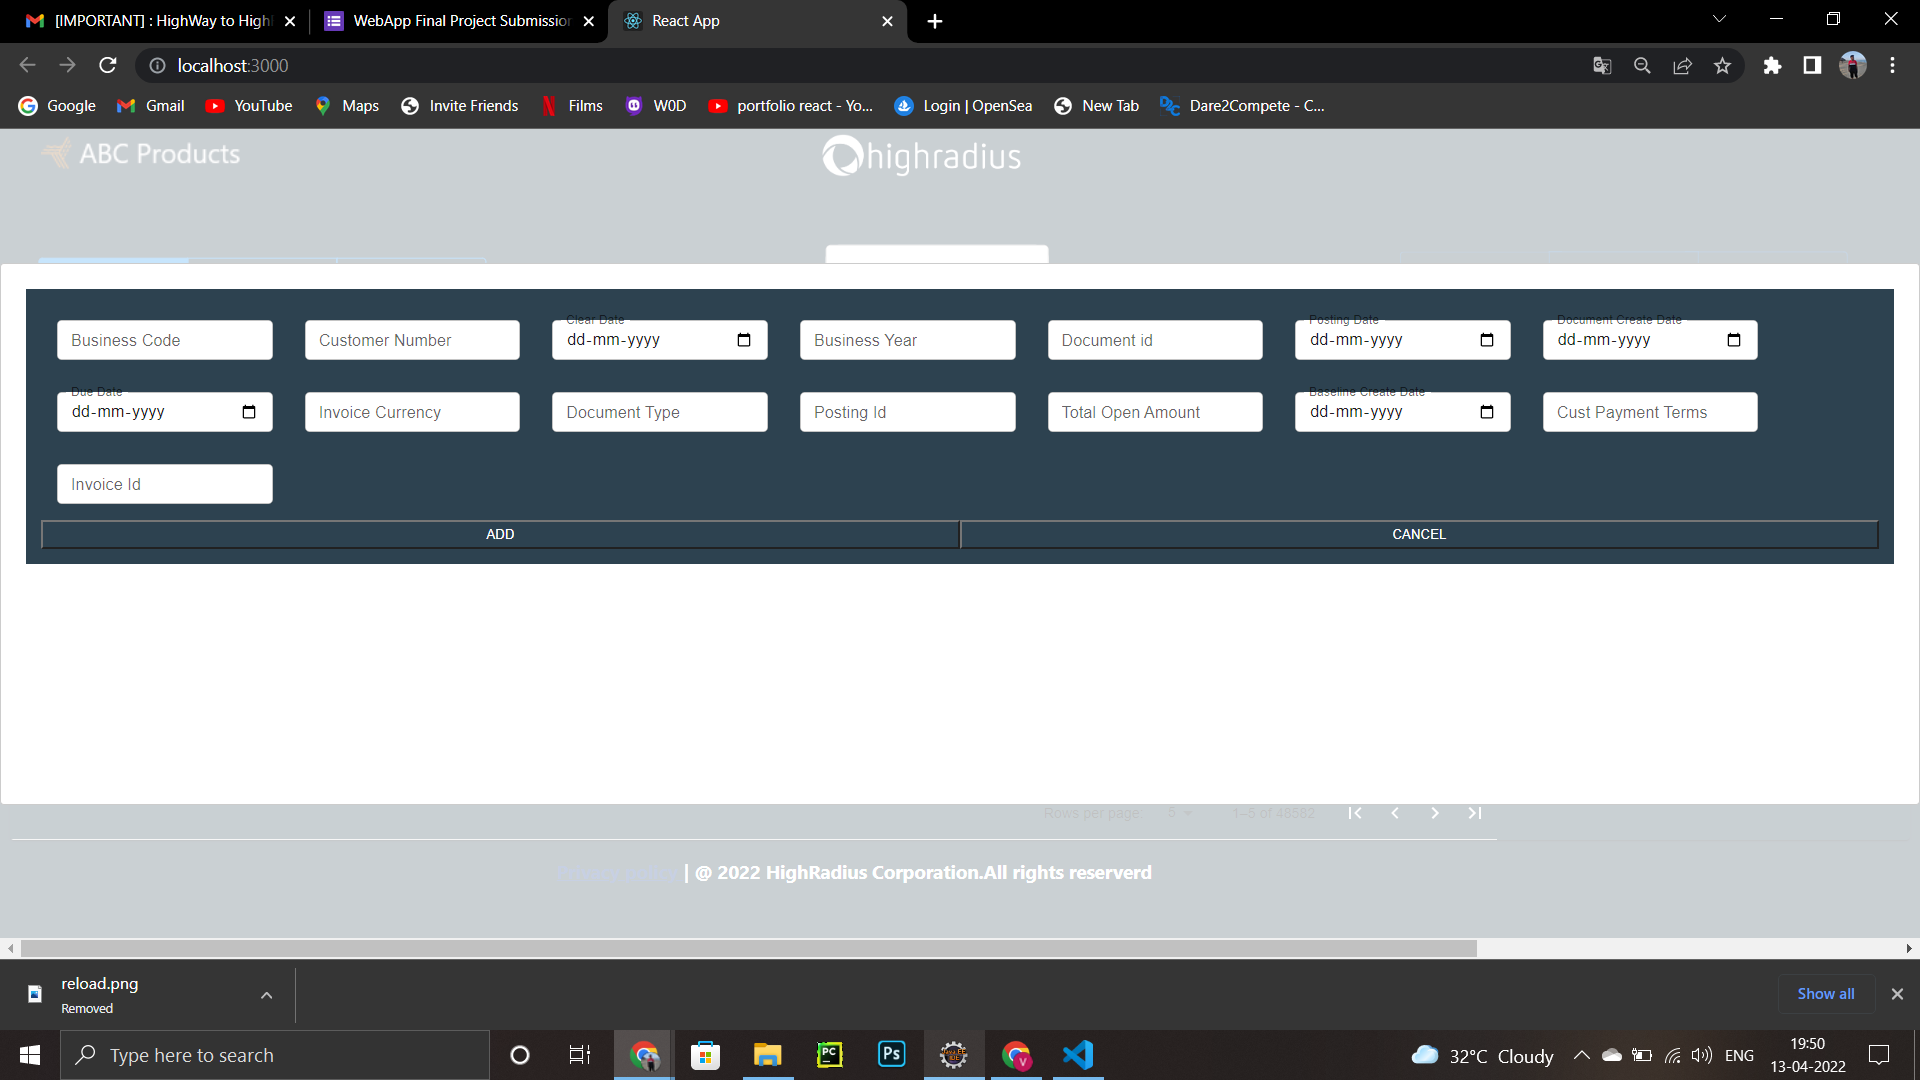 [IMPORTANT] : HighWay to High
WebApp Final Project Submission
React App
localhost:3000
Google
Gmail
YouTube
Maps
Invite Friends
Films
W0D
portfolio react - Yo...
Login | OpenSea
New Tab
Dare2Compete - C...
ABC Products
highradius
Business Code
Customer Number
Clear Date
dd-mm-yyyy
Business Year
Document id
Posting Date
dd-mm-yyyy
Document Create Date
dd-mm-yyyy
Due Date
dd-mm-yyyy
Invoice Currency
Document Type
Posting Id
Total Open Amount
Baseline Create Date
dd-mm-yyyy
Cust Payment Terms
Invoice Id
ADD
CANCEL
Rows per page:
5
1–5 of 48582
| @ 2022 HighRadius Corporation.All rights reserverd
reload.png
Removed
Show all
Type here to search
PC
Ps
32°C Cloudy
ENG
19:50
13-04-2022